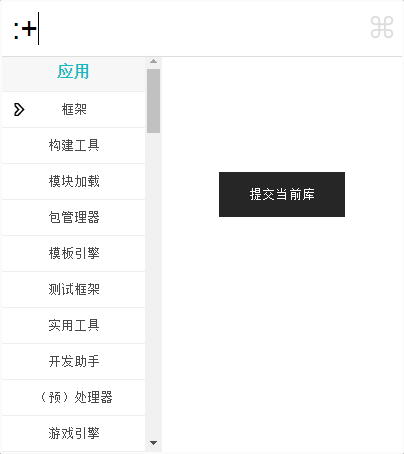 :+
应用
框架
构建工具
模块加载
包管理器
模板引擎
测试框架
实用工具
开发助手
（预）处理器
游戏引擎
提交当前库